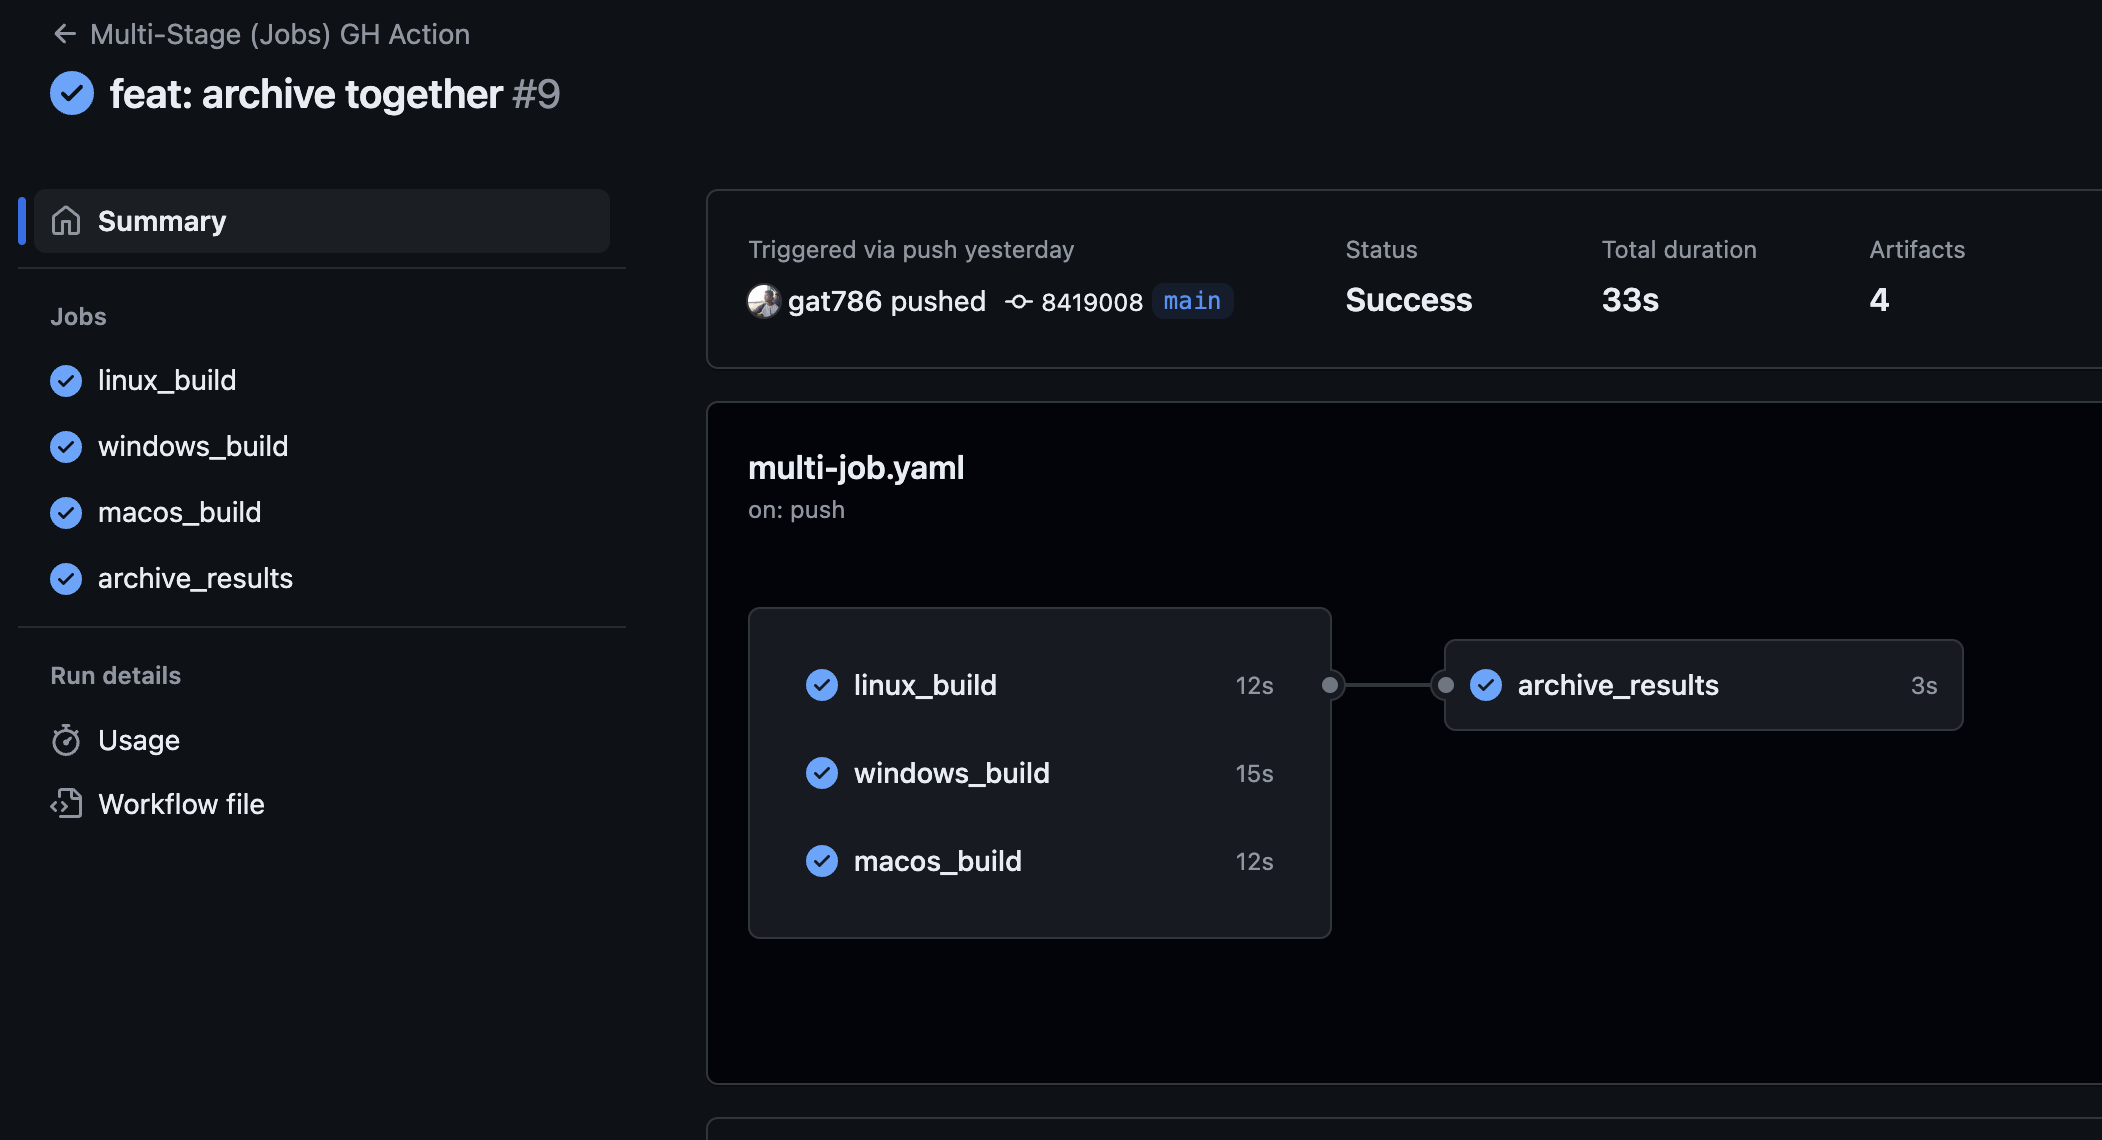 Multi-Stage (Jobs) GH Action
feat: archive together #9
Summary
Jobs
linux_build
windows_build
macos_build
archive_results
Run details
Usage
Workflow file
Triggered via push yesterday
gat786 pushed 8419008 main
Status
Success
Total duration
33s
Artifacts
4
multi-job.yaml
on: push
linux_build 12s
windows_build 15s
macos_build 12s
archive_results 3s